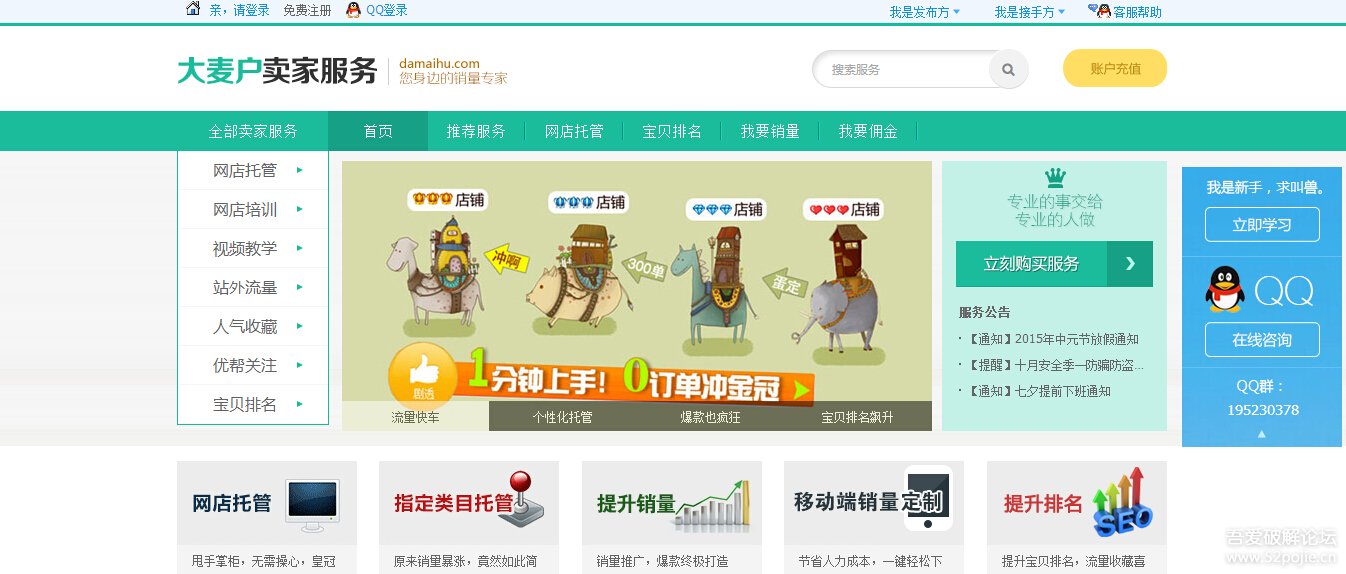 亲，请登录 免费注册 QQ登录 我是发布方 我是接手方 客服帮助
大麦户卖家服务 damaihu.com
您身边的销量专家
搜索服务 账户充值
全部卖家服务 首页 推荐服务 网店托管 宝贝排名 我要销量 我要佣金
网店托管
网店培训
视频教学
站外流量
人气收藏
优帮关注
宝贝排名
店铺 店铺 店铺 店铺
冲啊 300单 蛋定
剧透 1分钟上手！ 0订单冲金冠
流量快车 个性化托管 爆款也疯狂 宝贝排名飙升
专业的事交给
专业的人做
立刻购买服务
服务公告
·【通知】2015年中元节放假通知
·【提醒】十月安全季—防骗防盗...
·【通知】七夕提前下班通知
我是新手，求叫兽。
立即学习
QQ
在线咨询
QQ群：
195230378
网店托管 指定类目托管 提升销量 移动端销量定制 提升排名 SEO
甩手掌柜，无需操心，皇冠 原来销量暴涨，竟然如此简 销量推广，爆款终极打造 节省人力成本，一键轻松下 提升宝贝排名，流量收藏喜
吾爱破解论坛
www.52pojie.cn